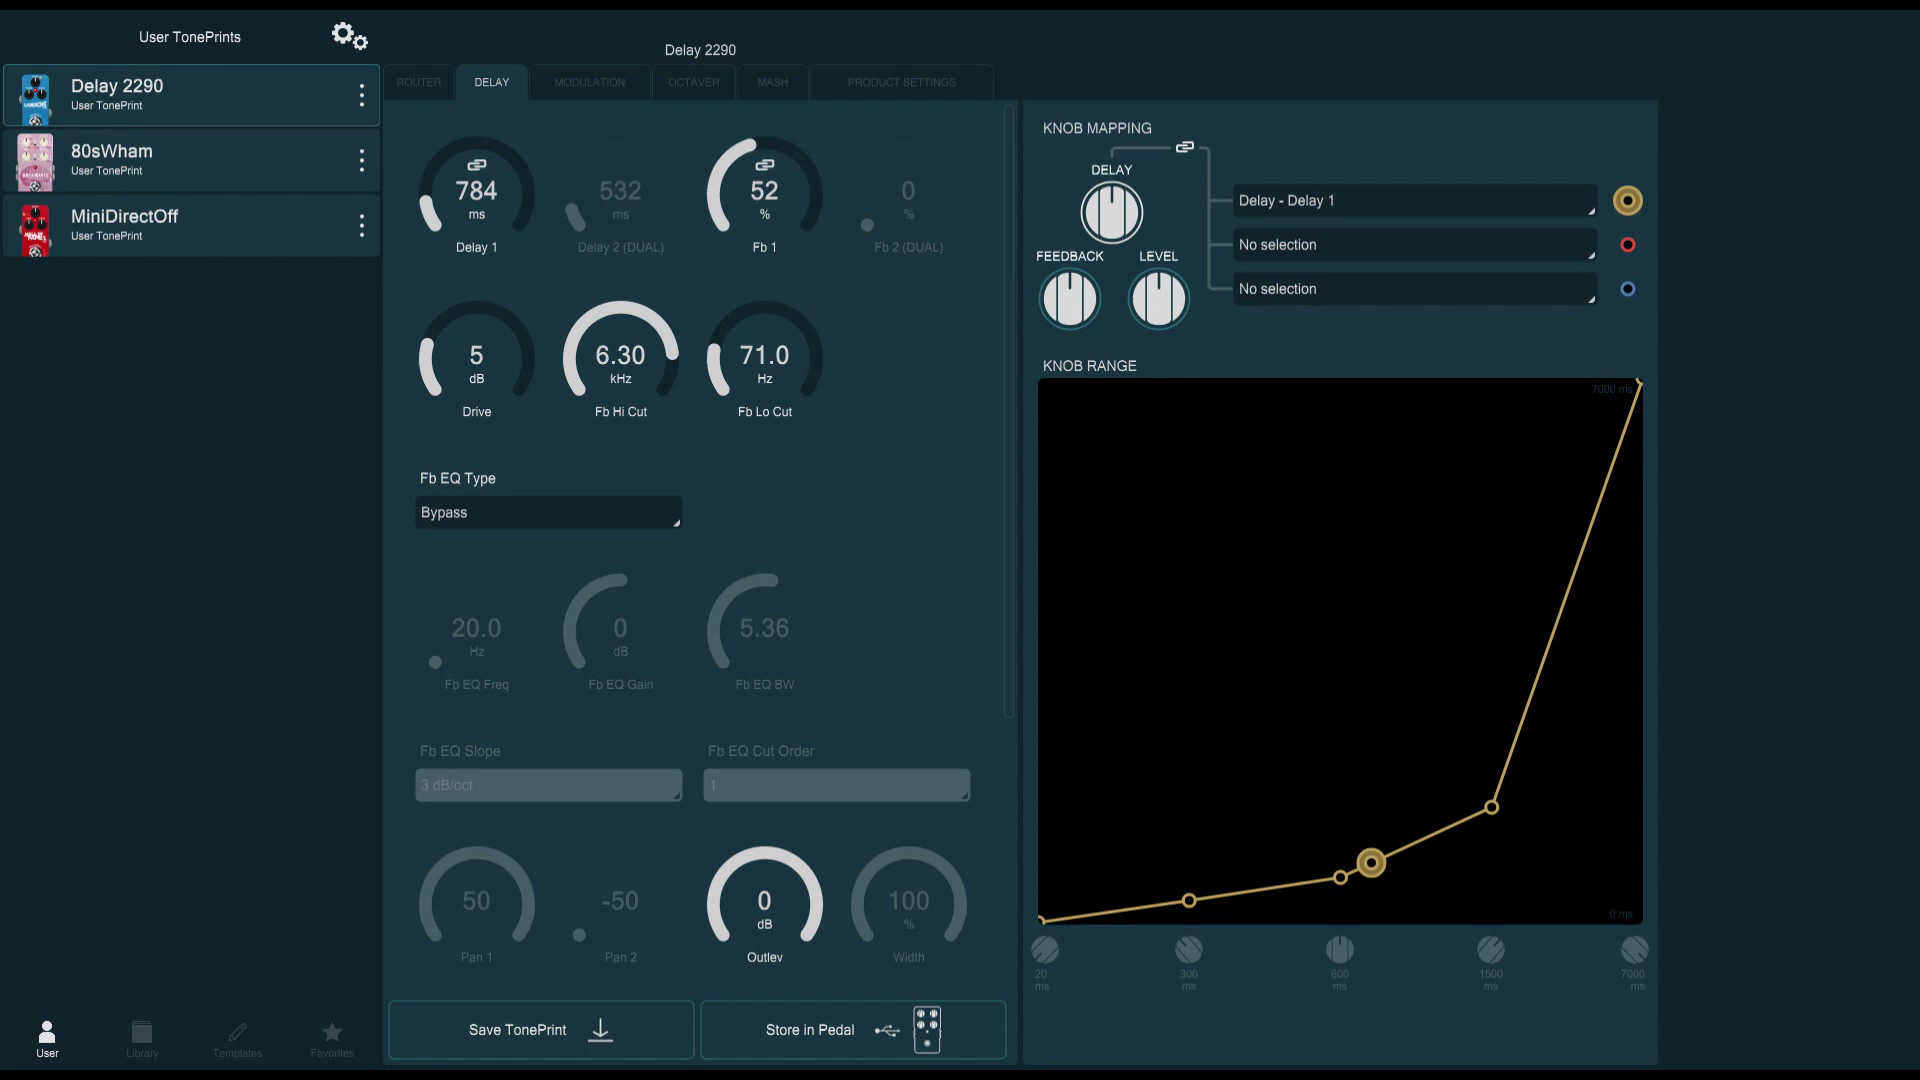 User TonePrints
Delay 2290
User TonePrint
80sWham
User TonePrint
MiniDirectOff
User TonePrint
User
Library
Templates
Favorites
Delay 2290
ROUTER
DELAY
MODULATION
OCTAVER
MASH
PRODUCT SETTINGS
784
ms
Delay 1
532
ms
Delay 2 (DUAL)
52
%
Fb 1
0
%
Fb 2 (DUAL)
5
dB
Drive
6.30
kHz
Fb Hi Cut
71.0
Hz
Fb Lo Cut
Fb EQ Type
Bypass
20.0
Hz
Fb EQ Freq
0
dB
Fb EQ Gain
5.36
Fb EQ BW
Fb EQ Slope
3 dB/oct
Fb EQ Cut Order
1
50
Pan 1
-50
Pan 2
0
dB
Outlev
100
%
Width
Save TonePrint
Store in Pedal
KNOB MAPPING
DELAY
FEEDBACK
LEVEL
Delay - Delay 1
No selection
No selection
KNOB RANGE
7000 ms
0 ms
20
ms
300
ms
600
ms
1500
ms
7000
ms